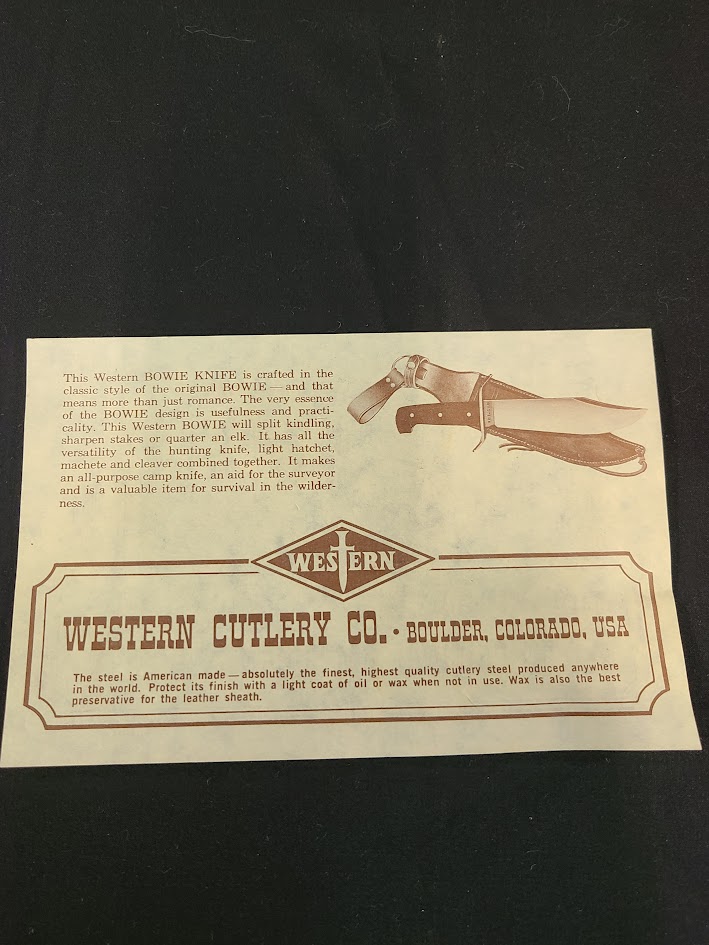 This Western BOWIE KNIFE is crafted in the
classic style of the original BOWIE — and that
means more than just romance. The very essence
of the BOWIE design is usefulness and practi-
cality. This Western BOWIE will split kindling,
sharpen stakes or quarter an elk. It has all the
versatility of the hunting knife, light hatchet,
machete and cleaver combined together. It makes
an all-purpose camp knife, an aid for the surveyor
and is a valuable item for survival in the wilder-
ness.
WESTERN
WESTERN CUTLERY CO. • BOULDER, COLORADO, USA
The steel is American made — absolutely the finest, highest quality cutlery steel produced anywhere
in the world. Protect its finish with a light coat of oil or wax when not in use. Wax is also the best
preservative for the leather sheath.